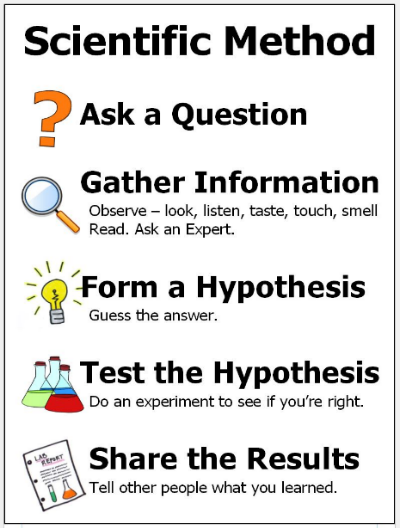 Scientific Method
Ask a Question
Gather Information
Observe – look, listen, taste, touch, smell
Read. Ask an Expert.
Form a Hypothesis
Guess the answer.
Test the Hypothesis
Do an experiment to see if you're right.
LAB
REPORT
Share the Results
Tell other people what you learned.